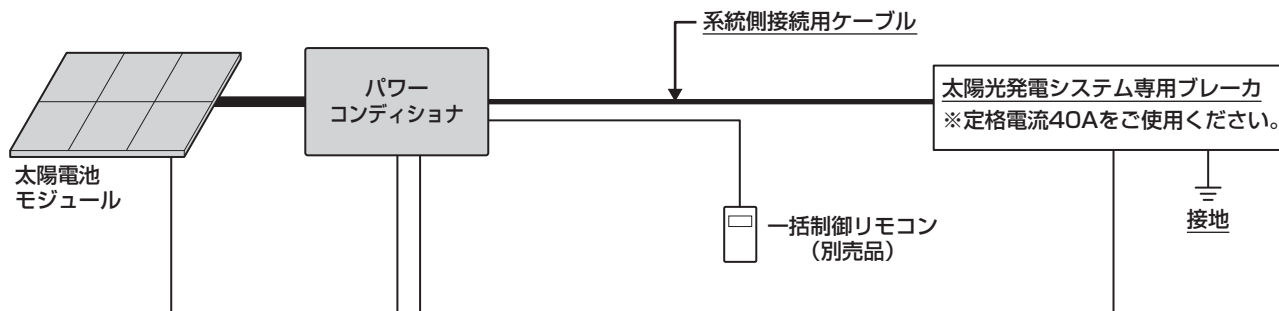 系統側接続用ケーブル
パワー
コンディショナ
太陽光発電システム専用ブレーカ
※定格電流40Aをご使用ください。
太陽電池
モジュール
一括制御リモコン
（別売品）
接地